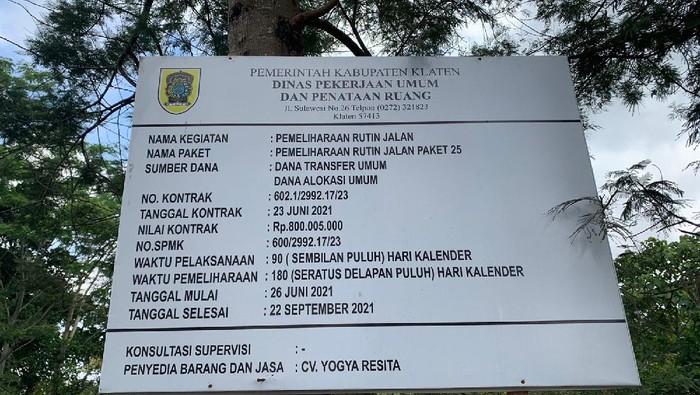 PEMERINTAH KABUPATEN KLATEN
DINAS PEKERJAAN UMUM
DAN PENATAAN RUANG
JL. Sulawesi No.26 Telpon (0272) 321823
Klaten 57413
NAMA KEGIATAN : PEMELIHARAAN RUTIN JALAN
NAMA PAKET : PEMELIHARAAN RUTIN JALAN PAKET 25
SUMBER DANA : DANA TRANSFER UMUM
DANA ALOKASI UMUM
NO. KONTRAK : 602.1/2992.17/23
TANGGAL KONTRAK : 23 JUNI 2021
NILAI KONTRAK : Rp.800.005.000
NO.SPMK : 600/2992.17/23
WAKTU PELAKSANAAN : 90 ( SEMBILAN PULUH) HARI KALENDER
WAKTU PEMELIHARAAN : 180 (SERATUS DELAPAN PULUH) HARI KALENDER
TANGGAL MULAI : 26 JUNI 2021
TANGGAL SELESAI : 22 SEPTEMBER 2021
KONSULTASI SUPERVISI : -
PENYEDIA BARANG DAN JASA : CV. YOGYA RESITA